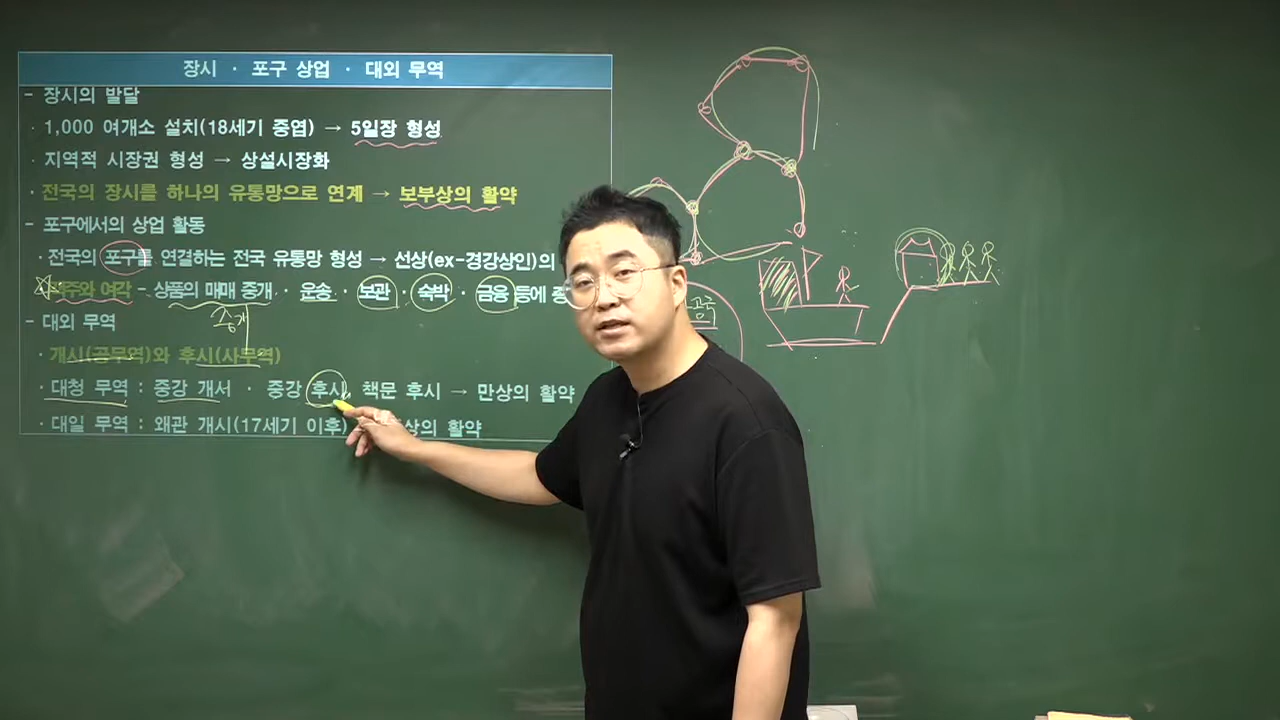 장시 · 포구 상업 · 대외 무역
- 장시의 발달
· 1,000 여개소 설치(18세기 중엽) → 5일장 형성
· 지역적 시장권 형성 → 상설시장화
· 전국의 장시를 하나의 유통망으로 연계 → 보부상의 활약
- 포구에서의 상업 활동
· 전국의 포구를 연결하는 전국 유통망 형성 → 선상(ex-경강상인)의
객주와 여각 - 상품의 매매 중개 · 운송 · 보관 · 숙박 · 금융 등에
중개
- 대외 무역
· 개시(공무역)와 후시(사무역)
· 대청 무역 : 중강 개서 · 중강 후시, 책문 후시 → 만상의 활약
· 대일 무역 : 왜관 개시(17세기 이후) 상의 활약